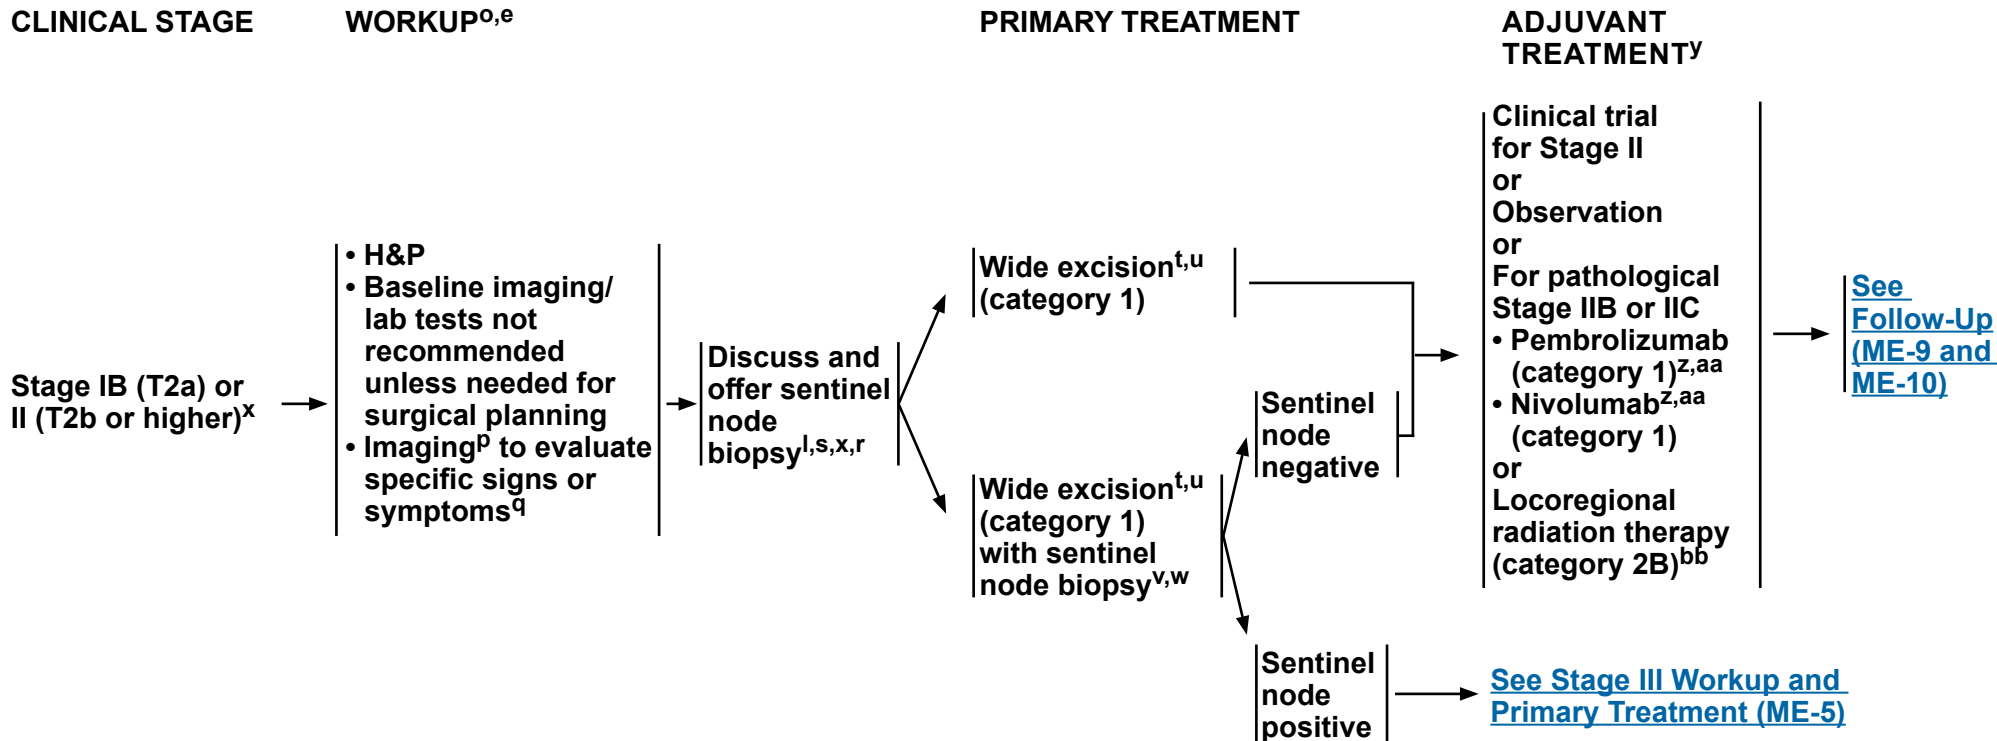 CLINICAL STAGE
WORKUPo,e
PRIMARY TREATMENT
ADJUVANT
TREATMENTy
Stage IB (T2a) or
II (T2b or higher)x
• H&P
• Baseline imaging/
lab tests not
recommended
unless needed for
surgical planning
• Imagingp to evaluate
specific signs or
symptomsq
Discuss and
offer sentinel
node
biopsyl,s,x,r
Wide excisiont,u
(category 1)
Wide excisiont,u
(category 1)
with sentinel
node biopsyv,w
Sentinel
node
negative
Sentinel
node
positive
Clinical trial
for Stage II
or
Observation
or
For pathological
Stage IIB or IIC
• Pembrolizumab
(category 1)z,aa
• Nivolumabz,aa
(category 1)
or
Locoregional
radiation therapy
(category 2B)bb
See
Follow-Up
(ME-9 and
ME-10)
See Stage III Workup and
Primary Treatment (ME-5)